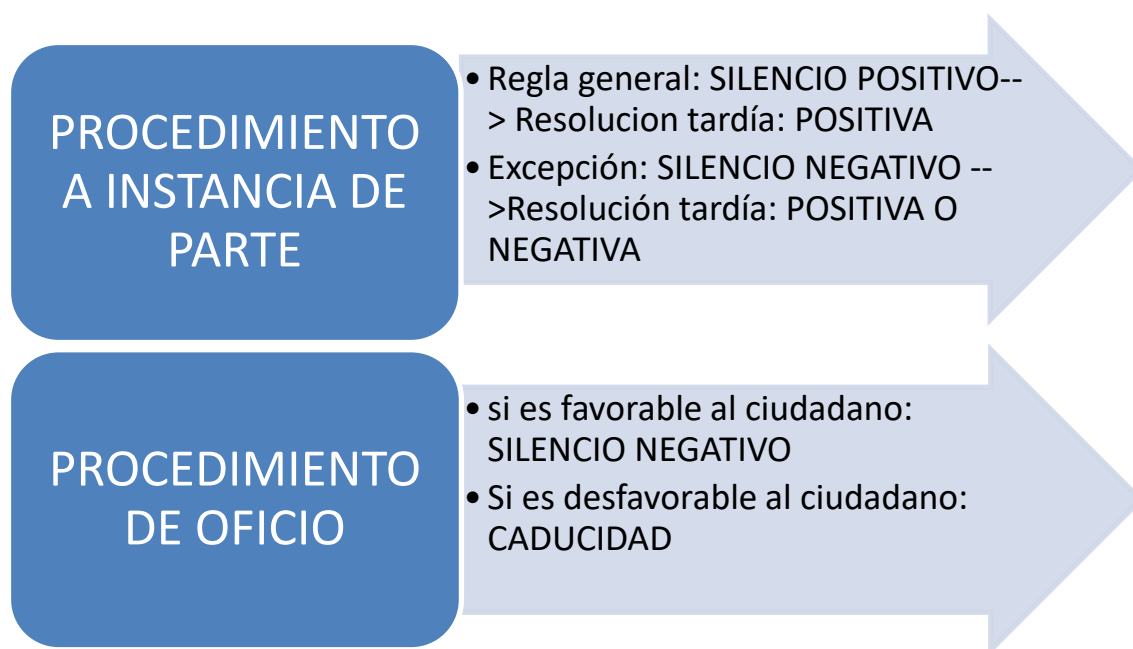 PROCEDIMIENTO
A INSTANCIA DE
PARTE
• Regla general: SILENCIO POSITIVO--
> Resolucion tardía: POSITIVA
• Excepción: SILENCIO NEGATIVO --
>Resolución tardía: POSITIVA O
NEGATIVA
PROCEDIMIENTO
DE OFICIO
• si es favorable al ciudadano:
SILENCIO NEGATIVO
• Si es desfavorable al ciudadano:
CADUCIDAD